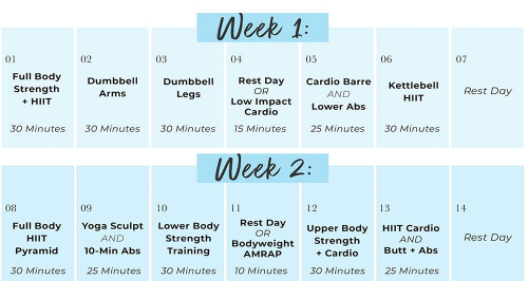 Week 1:
01
Full Body
Strength
+ HIIT
30 Minutes
02
Dumbbell
Arms
30 Minutes
03
Dumbbell
Legs
30 Minutes
04
Rest Day
OR
Low Impact
Cardio
15 Minutes
05
Cardio Barre
AND
Lower Abs
25 Minutes
06
Kettlebell
HIIT
30 Minutes
07
Rest Day
Week 2:
08
Full Body
HIIT
Pyramid
30 Minutes
09
Yoga Sculpt
AND
10-Min Abs
25 Minutes
10
Lower Body
Strength
Training
30 Minutes
11
Rest Day
OR
Bodyweight
AMRAP
10 Minutes
12
Upper Body
Strength
+ Cardio
30 Minutes
13
HIIT Cardio
AND
Butt + Abs
25 Minutes
14
Rest Day